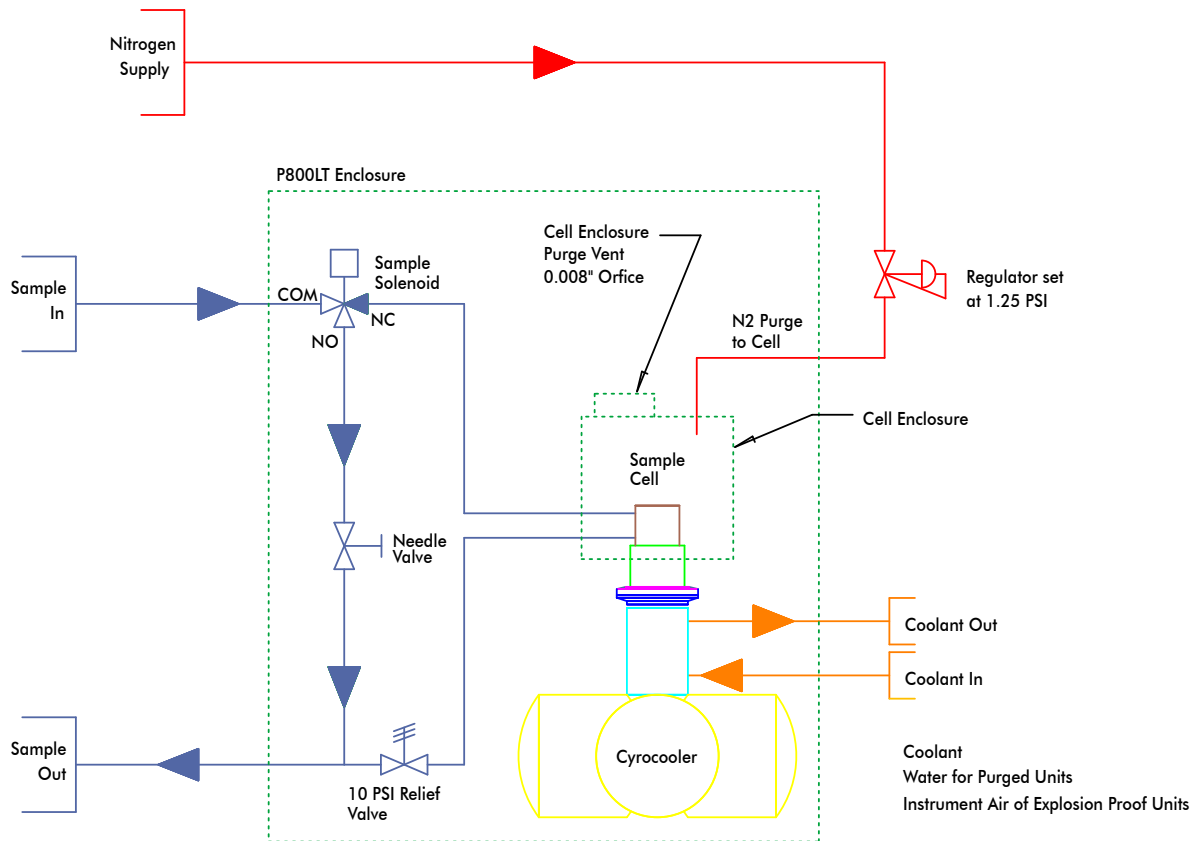 Nitrogen
Supply
P800LT Enclosure
Cell Enclosure
Purge Vent
0.008" Orfice
Sample
Solenoid
Sample
In
COM
NC
NO
Regulator set
at 1.25 PSI
N2 Purge
to Cell
Cell Enclosure
Sample
Cell
Needle
Valve
Coolant Out
Coolant In
Sample
Out
Cyrocooler
10 PSI Relief
Valve
Coolant
Water for Purged Units
Instrument Air of Explosion Proof Units